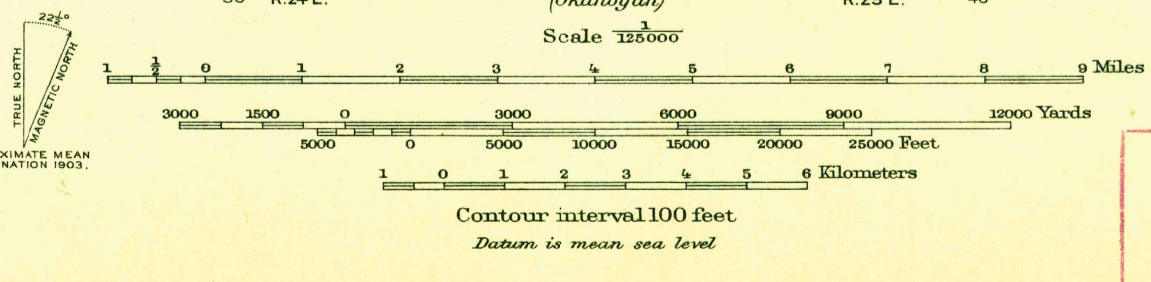 R.24 E. (Okanogan) R.25 E.
Scale 1/125000
22½°
TRUE NORTH
MAGNETIC NORTH
XIMATE MEAN
NATION 1903.
1 ½ 0 1 2 3 4 5 6 7 8 9 Miles
3000 1500 0 3000 6000 9000 12000 Yards
5000 0 5000 10000 15000 20000 25000 Feet
1 0 1 2 3 4 5 6 Kilometers
Contour interval 100 feet
Datum is mean sea level